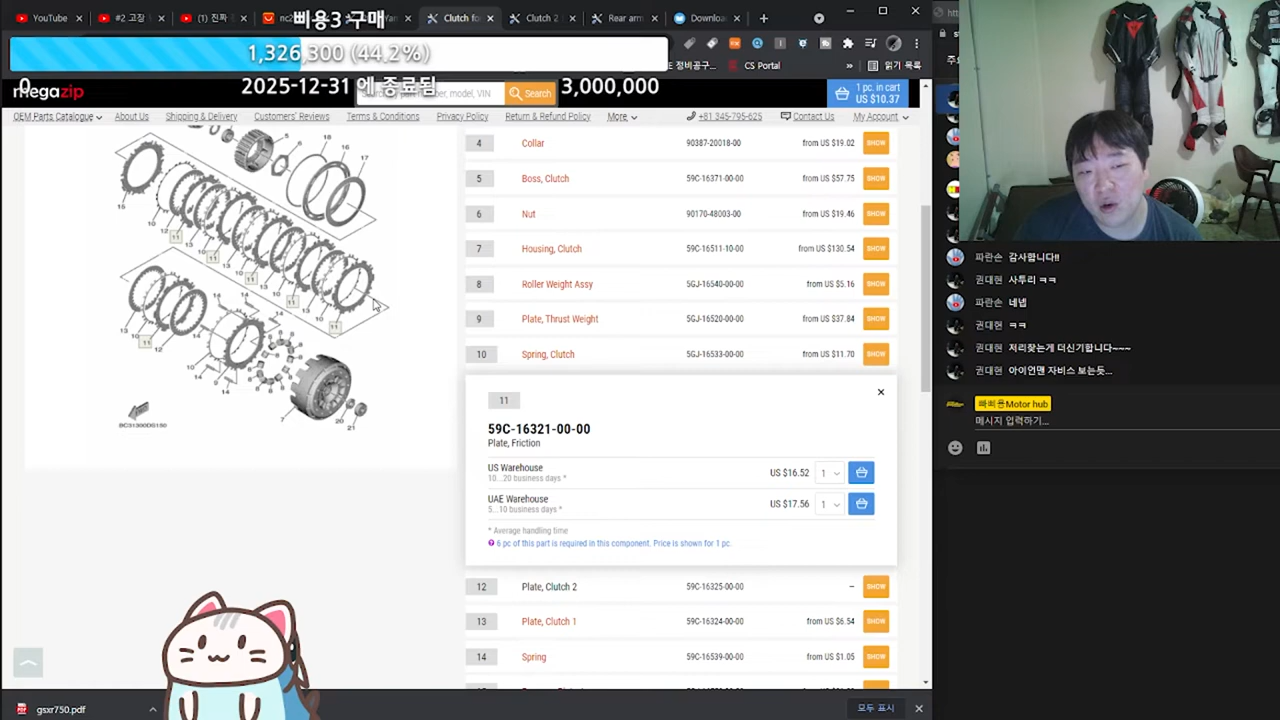 YouTube
#2 고장
(1) 진짜
nc2
Clutch fo
Clutch 2
Rear arm
Downloa
삐용3 구매
1,326,300 (44.2%)
CS Portal
읽기 목록
0
2025-12-31 에 종료됨
3,000,000
megazip
Search
1 pc. in cart
US $10.37
OEM Parts Catalogue
About Us
Shipping & Delivery
Customers' Reviews
Terms & Conditions
Privacy Policy
Return & Refund Policy
More
+81 345-795-625
Contact Us
My Account
4 Collar 90387-20018-00 from US $19.02 SHOW
5 Boss, Clutch 59C-16371-00-00 from US $57.75 SHOW
6 Nut 90170-48003-00 from US $19.46 SHOW
7 Housing, Clutch 59C-16511-10-00 from US $130.54 SHOW
8 Roller Weight Assy 5GJ-16540-00-00 from US $5.16 SHOW
9 Plate, Thrust Weight 5GJ-16520-00-00 from US $37.84 SHOW
10 Spring, Clutch 5GJ-16533-00-00 from US $11.70 SHOW
11
59C-16321-00-00
Plate, Friction
US Warehouse US $16.52 1
10...20 business days *
UAE Warehouse US $17.56 1
5...10 business days *
* Average handling time
6 pc of this part is required in this component. Price is shown for 1 pc.
12 Plate, Clutch 2 59C-16325-00-00 – SHOW
13 Plate, Clutch 1 59C-16324-00-00 from US $6.54 SHOW
14 Spring 59C-16539-00-00 from US $1.05 SHOW
BC31300DS150
gsxr750.pdf
모두 표시
파란손 감사합니다!!
권대현 사투리 ㅋㅋ
파란손 네넵
권대현 ㅋㅋ
권대현 저리찾는게 더신기합니다~~~
권대현 아이언맨 자비스 보는듯...
빠삐용Motor hub
메시지 입력하기...